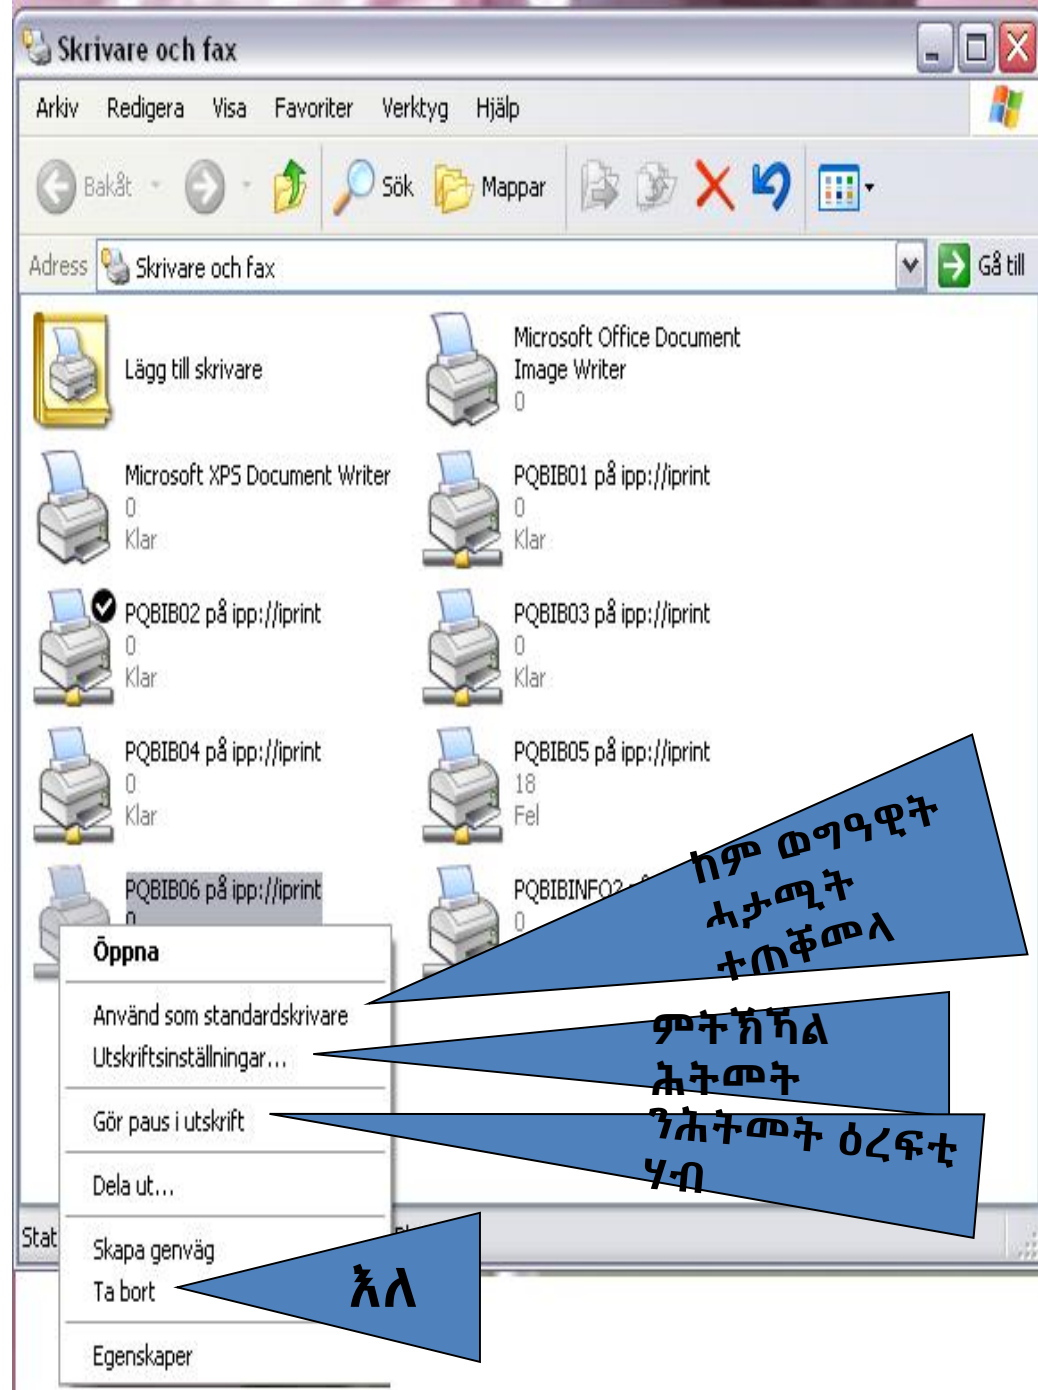 Skrivare och fax
Arkiv Redigera Visa Favoriter Verktyg Hjälp
Bakåt Sök Mappar
Adress Skrivare och fax Gå till
Lägg till skrivare
Microsoft Office Document
Image Writer
0
Microsoft XPS Document Writer
0
Klar
PQBIB01 på ipp://iprint
0
Klar
PQBIB02 på ipp://iprint
0
Klar
PQBIB03 på ipp://iprint
0
Klar
PQBIB04 på ipp://iprint
0
Klar
PQBIB05 på ipp://iprint
18
Fel
PQBIB06 på ipp://iprint
0
PQBIBINFO2
0
Öppna
Använd som standardskrivare
Utskriftsinställningar...
Gör paus i utskrift
Dela ut...
Skapa genväg
Ta bort
Egenskaper
Stat
ከም ወግዓዊት
ሓታሚት
ተጠቐመላ
ምትኽኻል
ሕትመት
ንሕትመት ዕረፍቲ
ሃብ
እለ